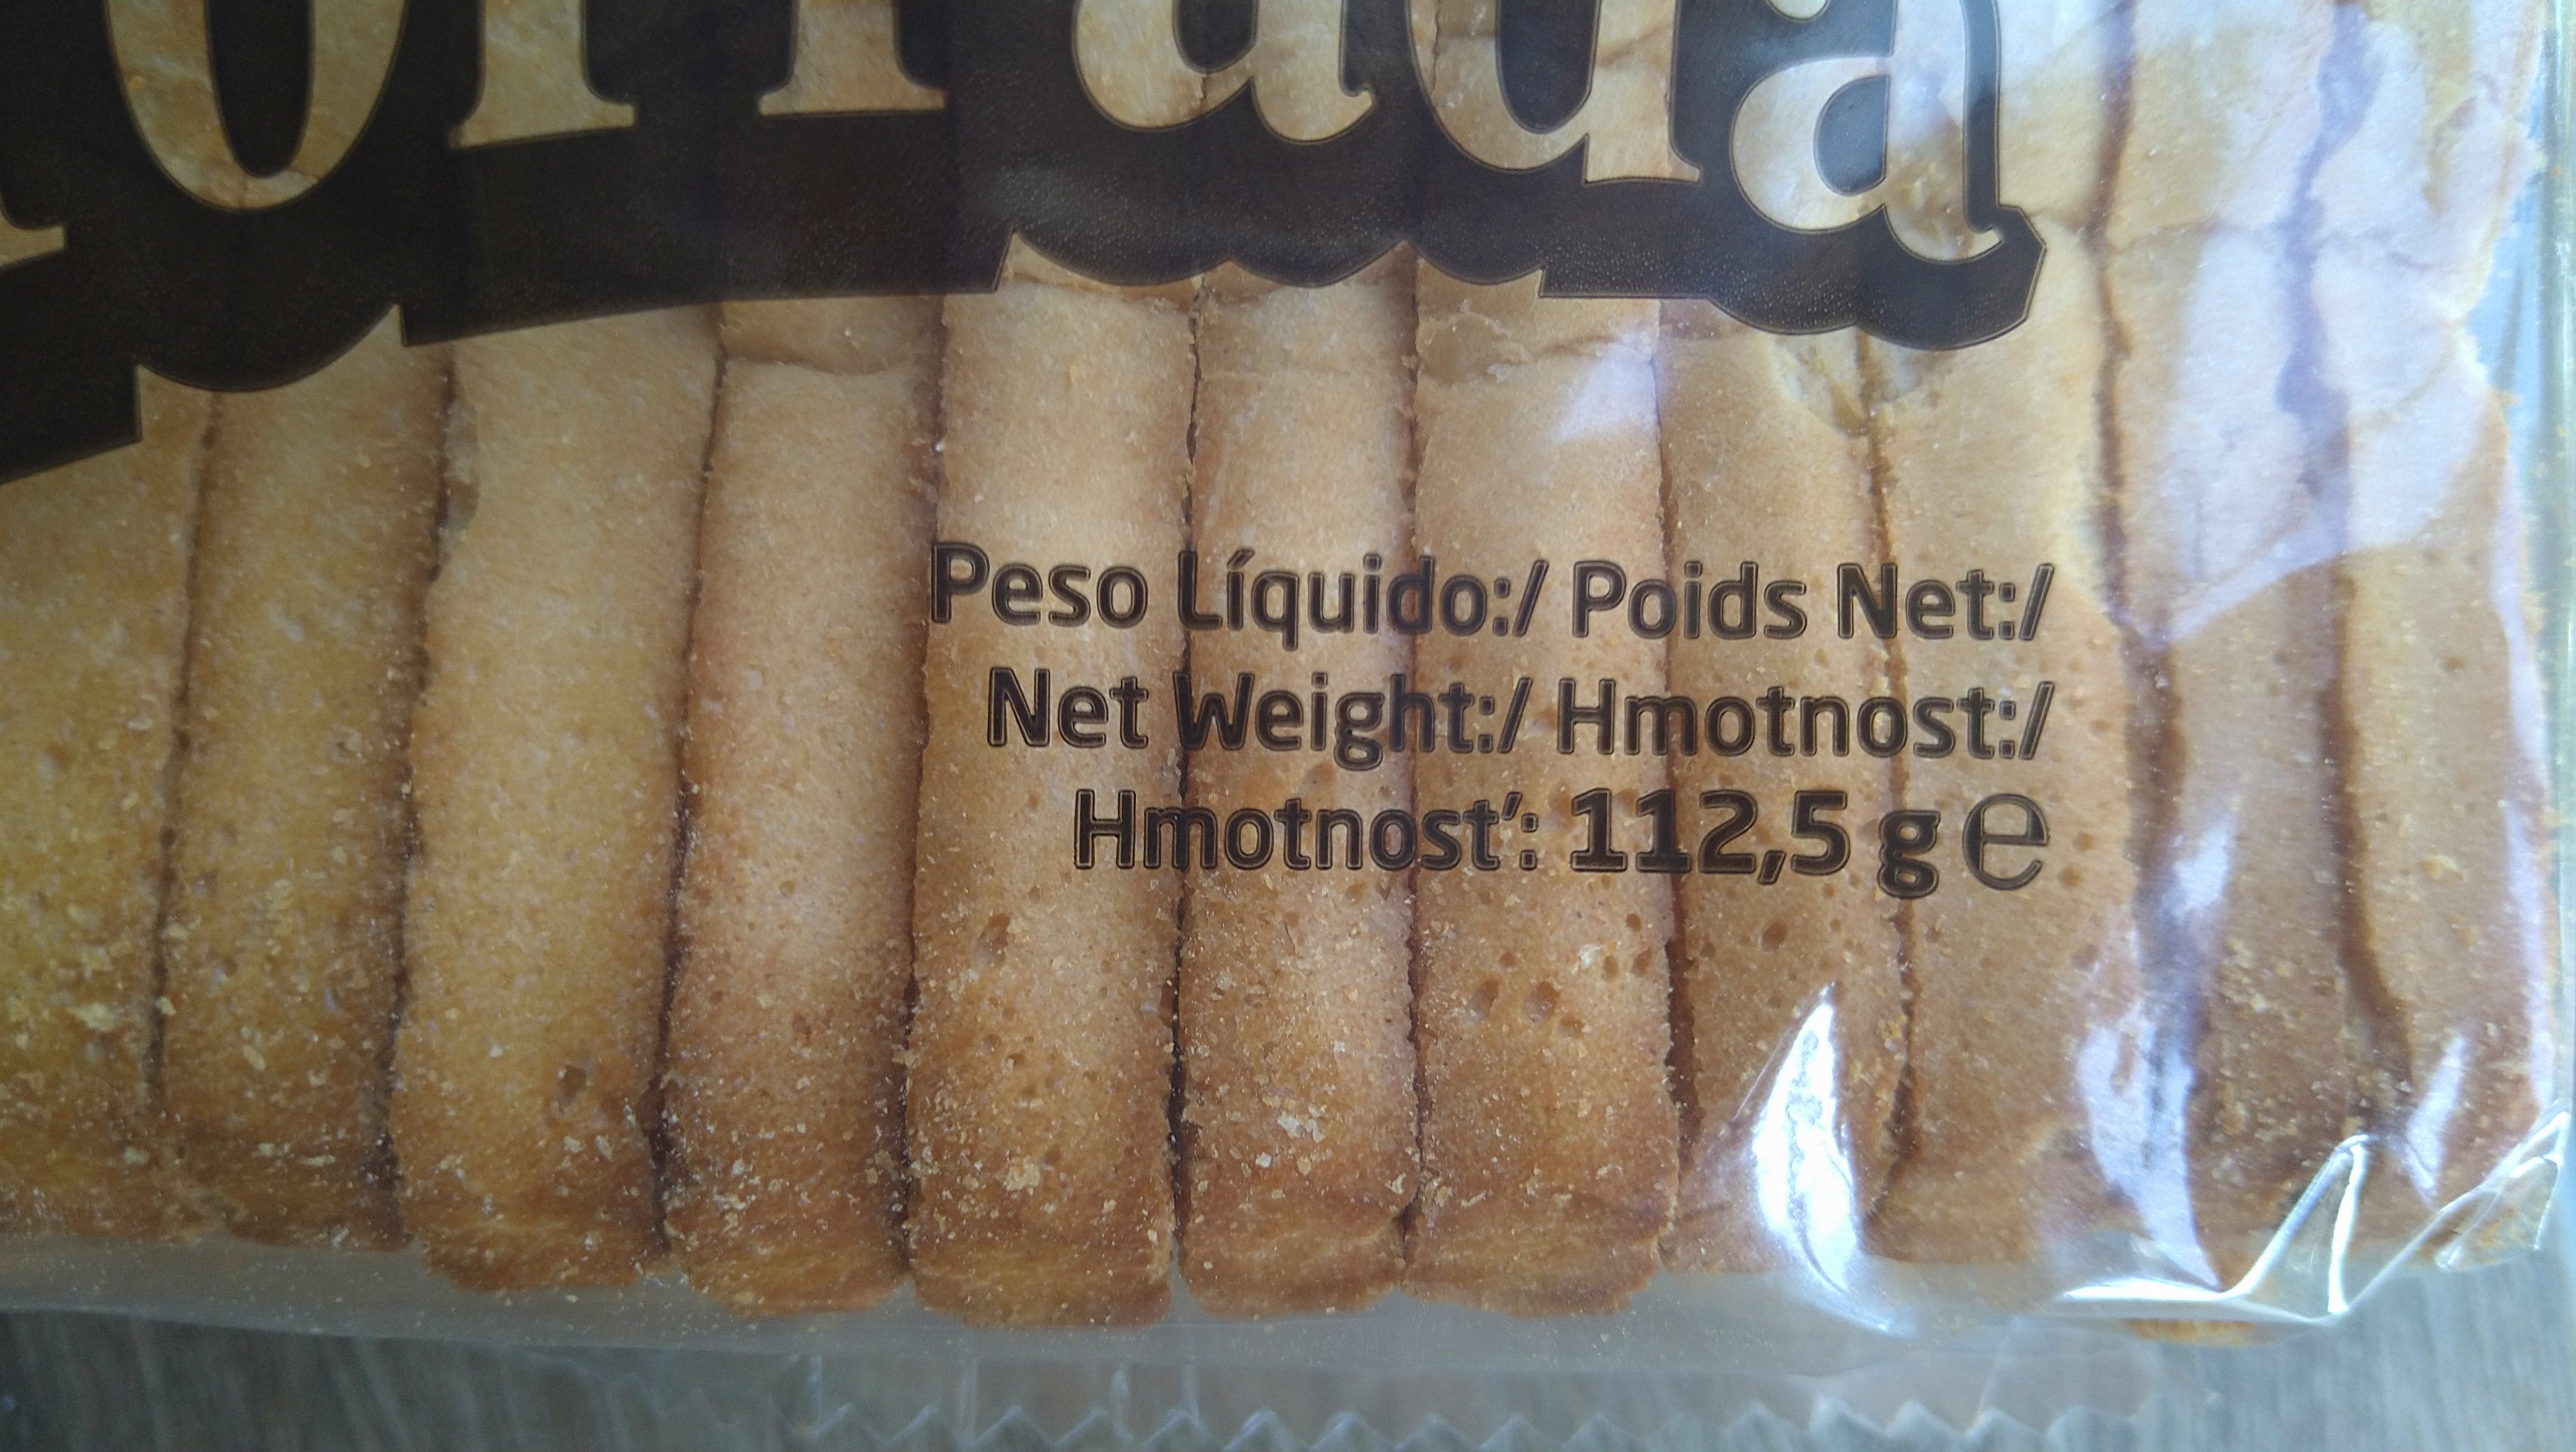 Peso Líquido:/ Poids Net:/
Net Weight:/ Hmotnost:/
Hmotnosť: 112,5 g ℮